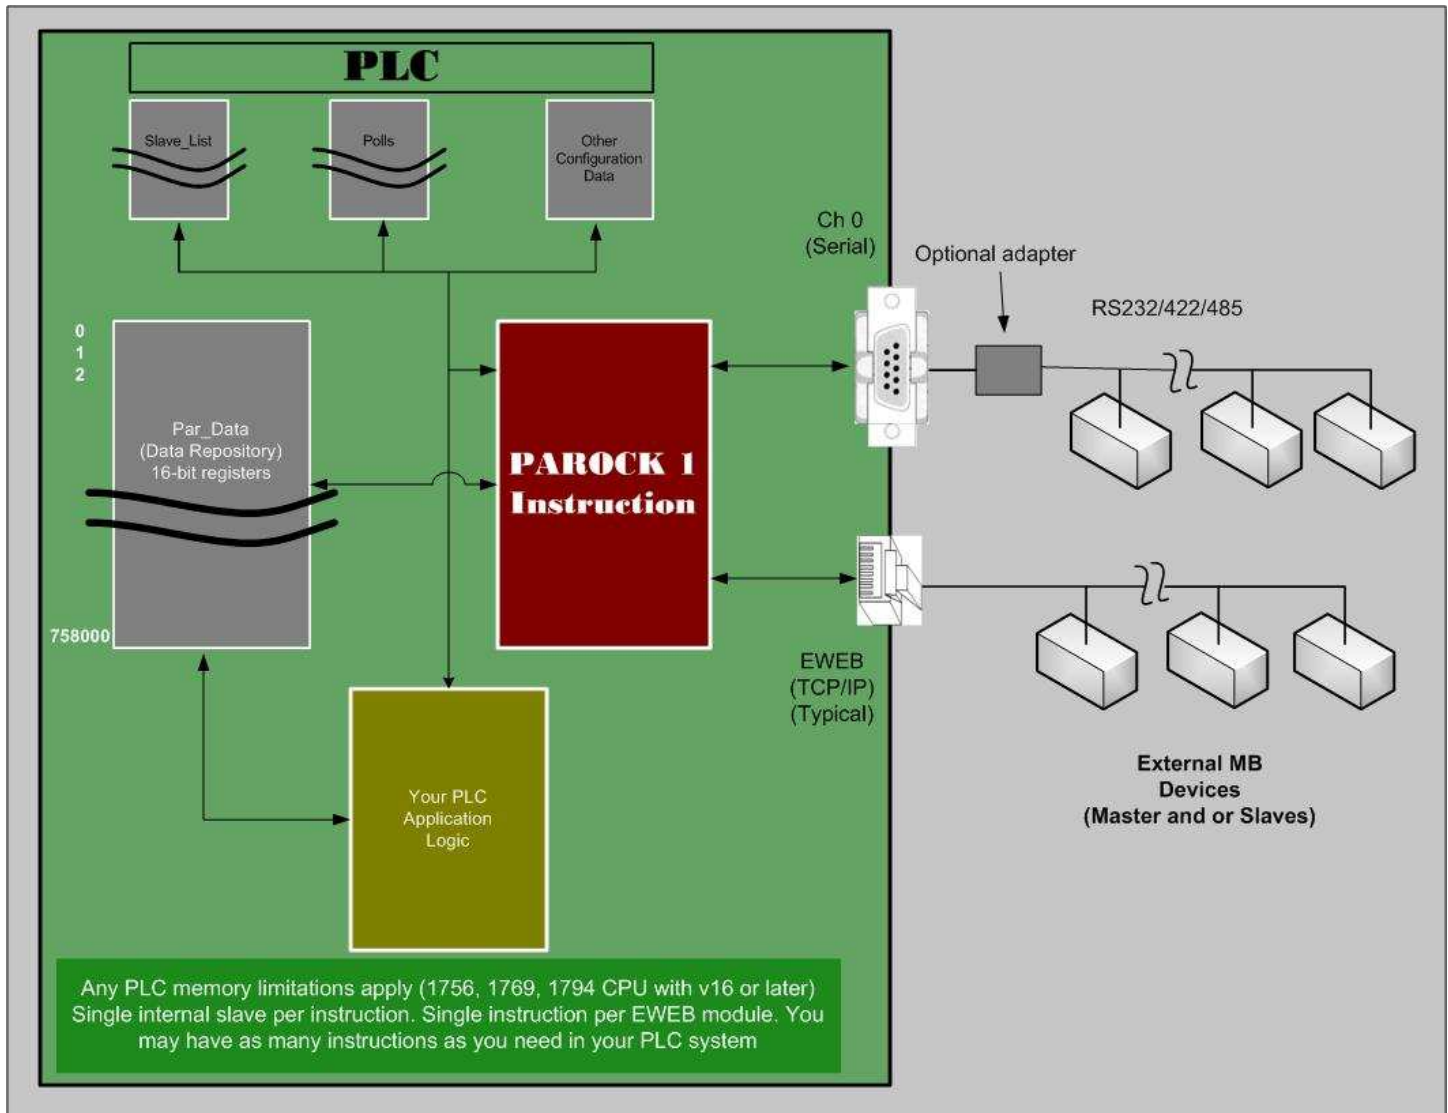 PLC
Slave_List
Polls
Other
Configuration
Data
Ch 0
(Serial)
Optional adapter
RS232/422/485
0
1
2
Par_Data
(Data Repository)
16-bit registers
758000
PAROCK 1
Instruction
EWEB
(TCP/IP)
(Typical)
External MB
Devices
(Master and or Slaves)
Your PLC
Application
Logic
Any PLC memory limitations apply (1756, 1769, 1794 CPU with v16 or later)
Single internal slave per instruction. Single instruction per EWEB module. You
may have as many instructions as you need in your PLC system